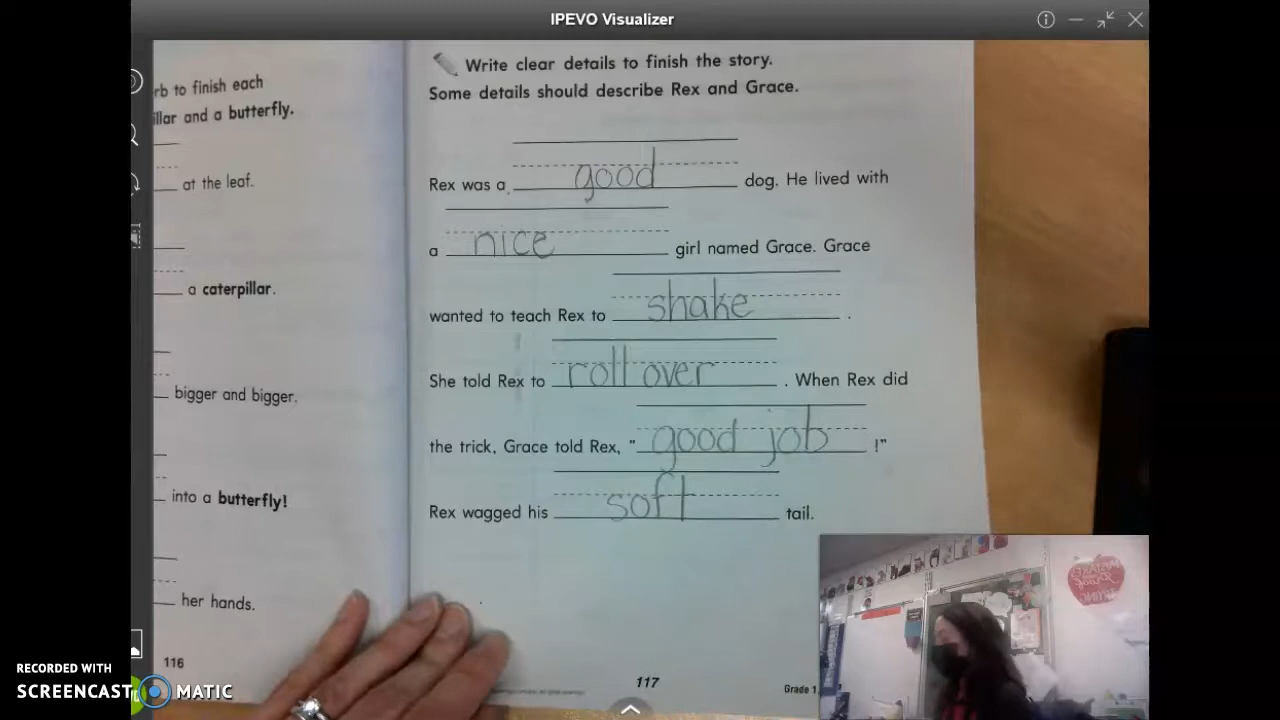 IPEVO Visualizer
rb to finish each
illar and a butterfly.
at the leaf.
a caterpillar.
bigger and bigger.
into a butterfly!
her hands.
116
Write clear details to finish the story.
Some details should describe Rex and Grace.
Rex was a good dog. He lived with
a nice girl named Grace. Grace
wanted to teach Rex to shake.
She told Rex to roll over. When Rex did
the trick, Grace told Rex, "good job!"
Rex wagged his soft tail.
117
Grade 1
RECORDED WITH
SCREENCAST MATIC